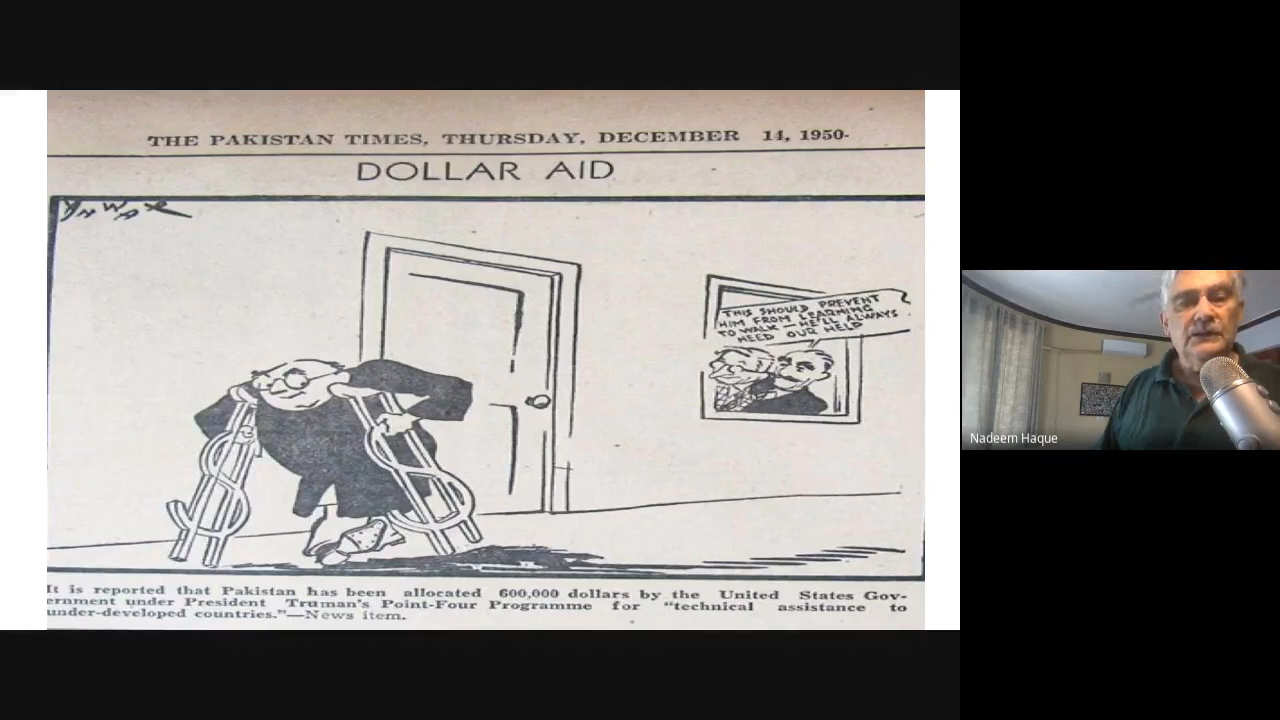 THE PAKISTAN TIMES, THURSDAY, DECEMBER 14, 1950.
DOLLAR AID
THIS SHOULD PREVENT
HIM FROM LEARNING
TO WALK — HE'LL ALWAYS
NEED OUR HELP
It is reported that Pakistan has been allocated 600,000 dollars by the United States Gov-
ernment under President Truman's Point-Four Programme for "technical assistance to
under-developed countries."—News item.
Nadeem Haque